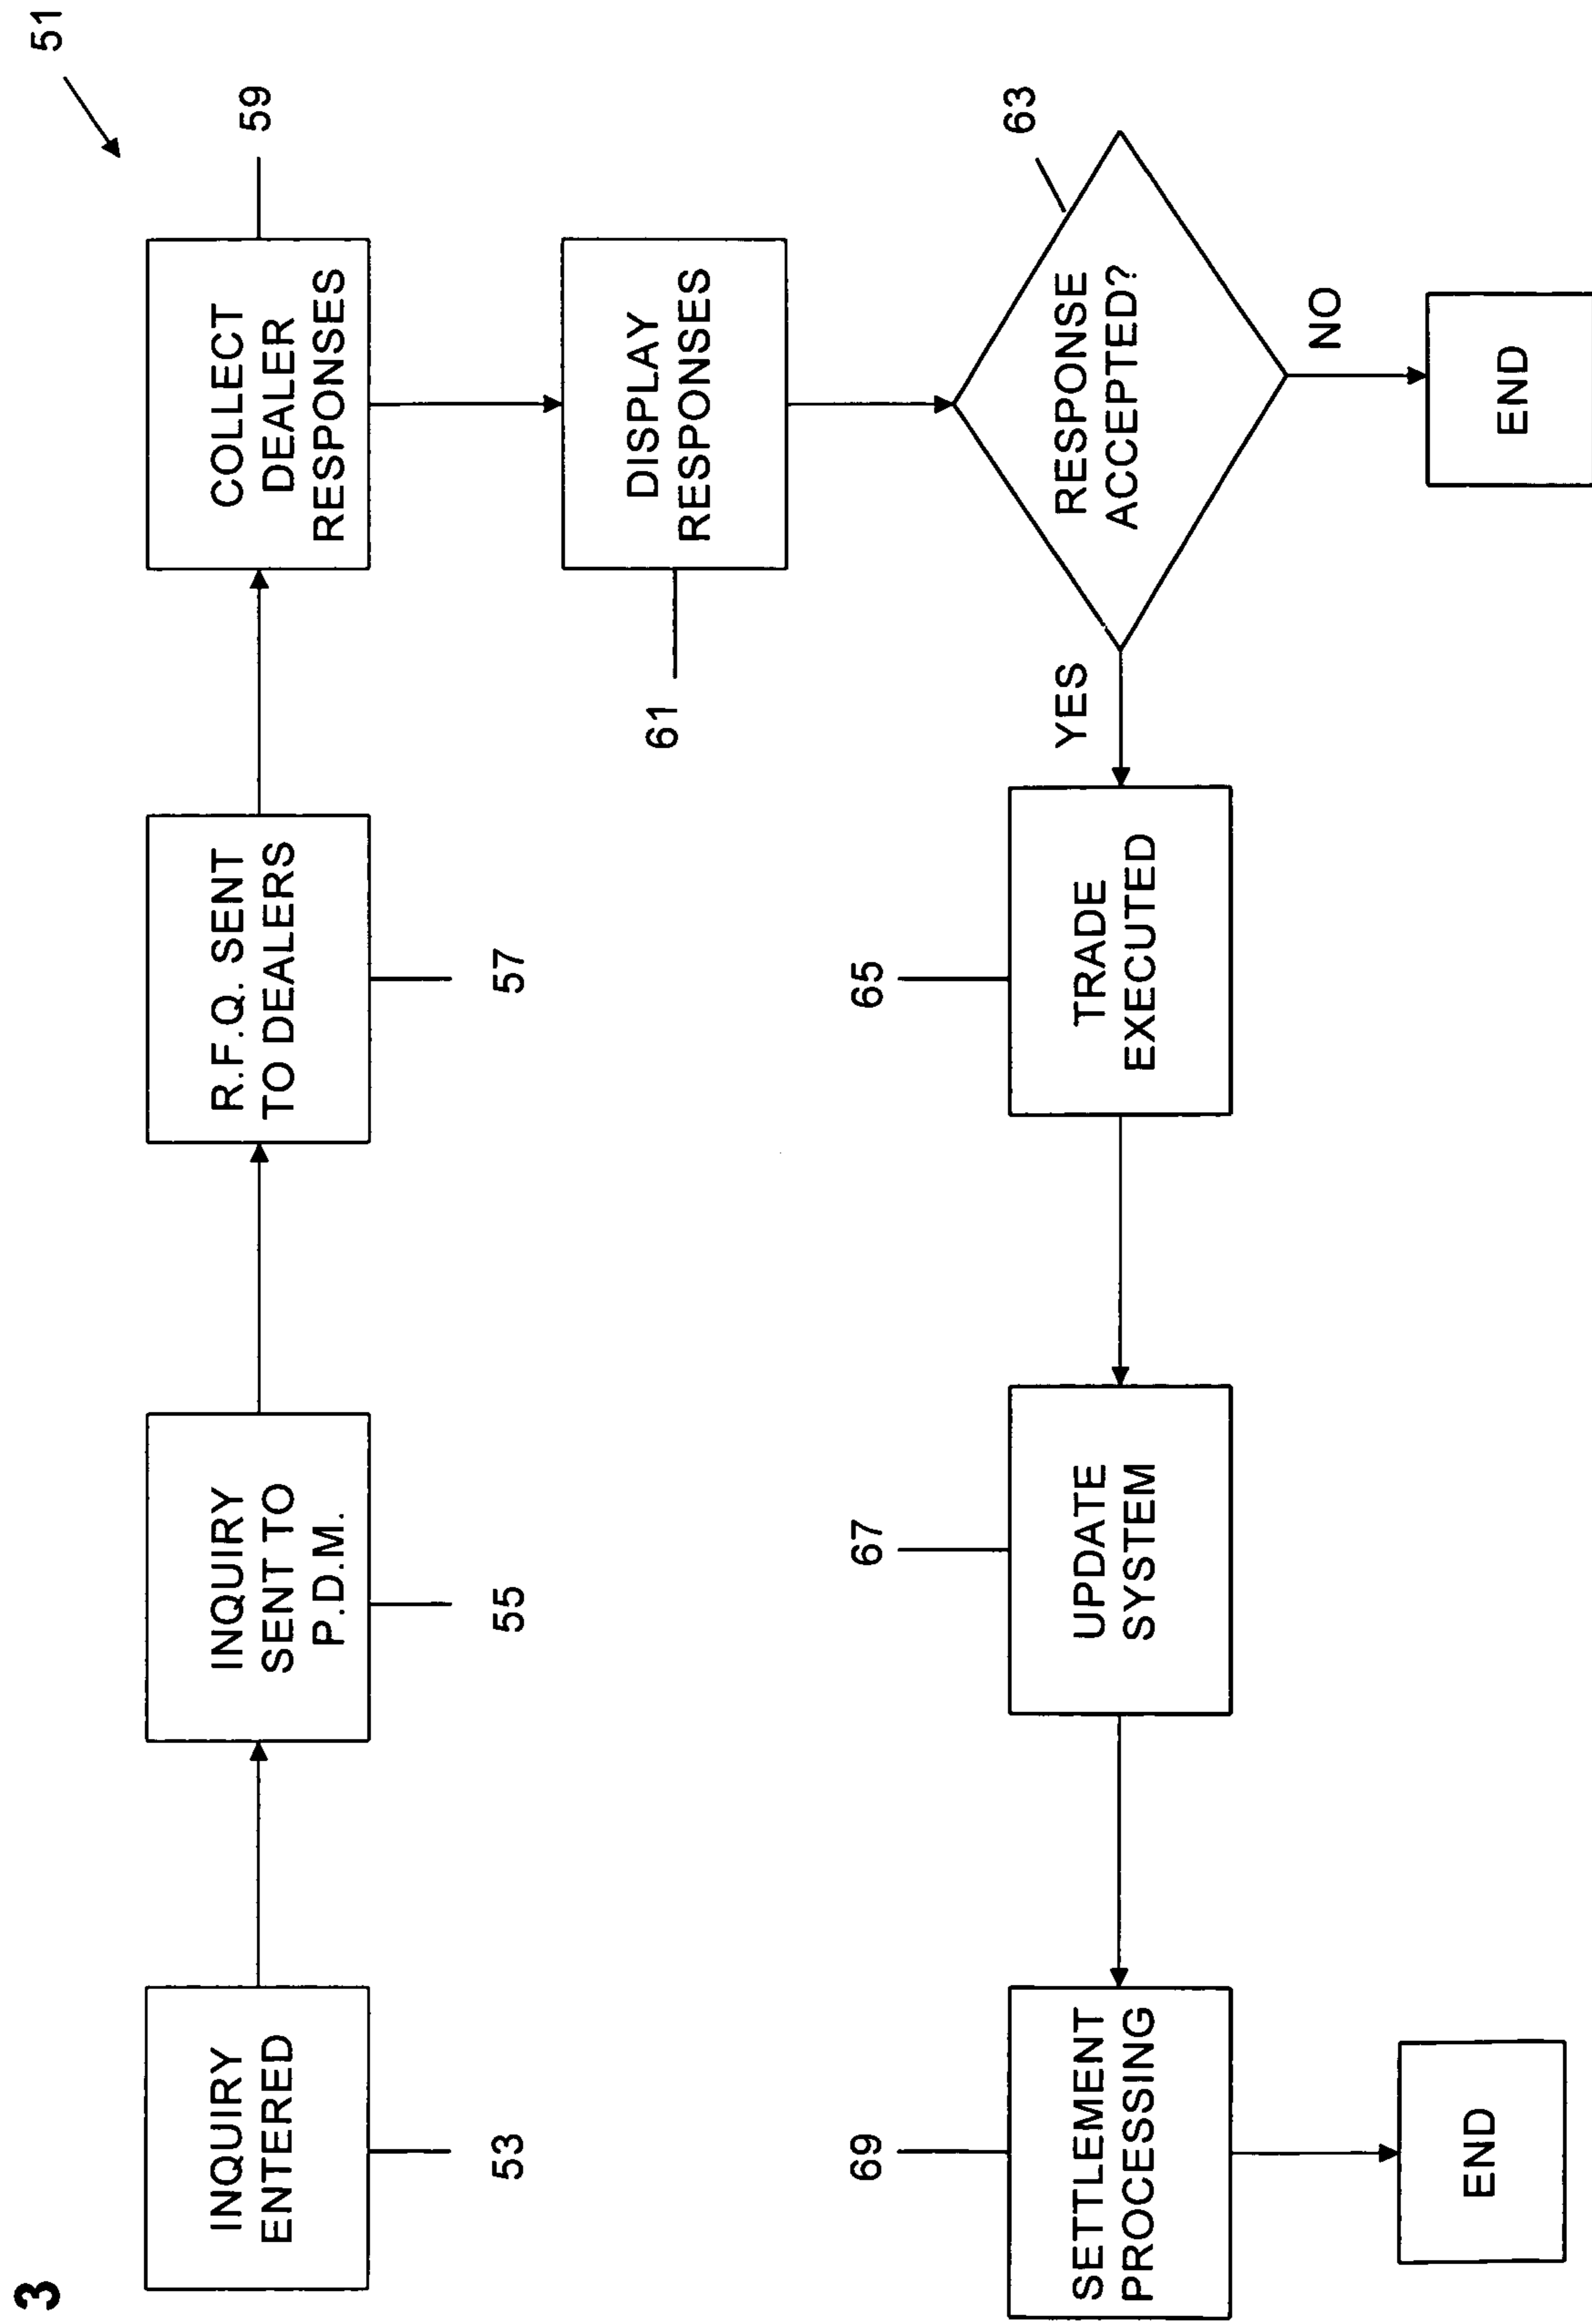 3
51
INQUIRY
ENTERED
53
INQUIRY
SENT TO
P.D.M.
55
R.F.Q. SENT
TO DEALERS
57
COLLECT
DEALER
RESPONSES
59
DISPLAY
RESPONSES
61
RESPONSE
ACCEPTED?
63
YES
NO
END
TRADE
EXECUTED
65
UPDATE
SYSTEM
67
SETTLEMENT
PROCESSING
69
END